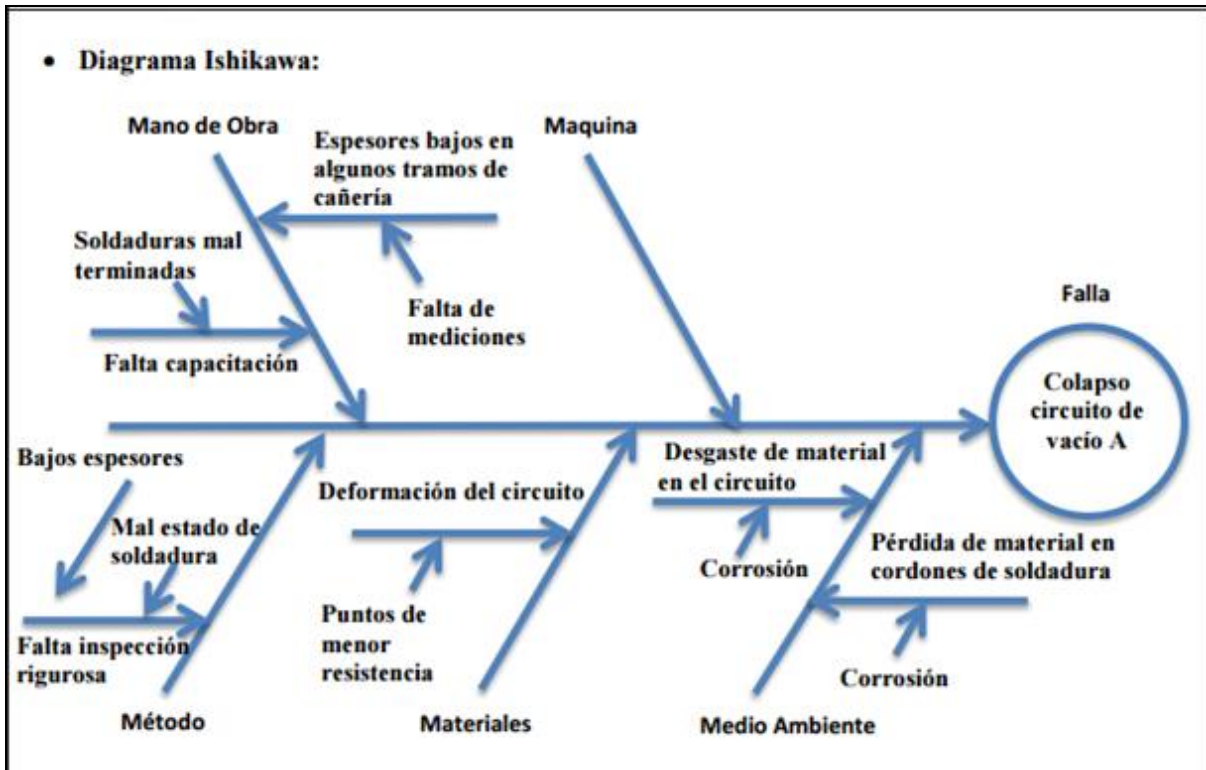 • Diagrama Ishikawa:
Mano de Obra
Espesores bajos en
algunos tramos de
cañería
Maquina
Soldaduras mal
terminadas
Falta de
mediciones
Falta capacitación
Falla
Colapso
circuito de
vacío A
Bajos espesores
Mal estado de
soldadura
Falta inspección
rigurosa
Método
Deformación del circuito
Puntos de
menor
resistencia
Materiales
Desgaste de material
en el circuito
Corrosión
Pérdida de material en
cordones de soldadura
Corrosión
Medio Ambiente